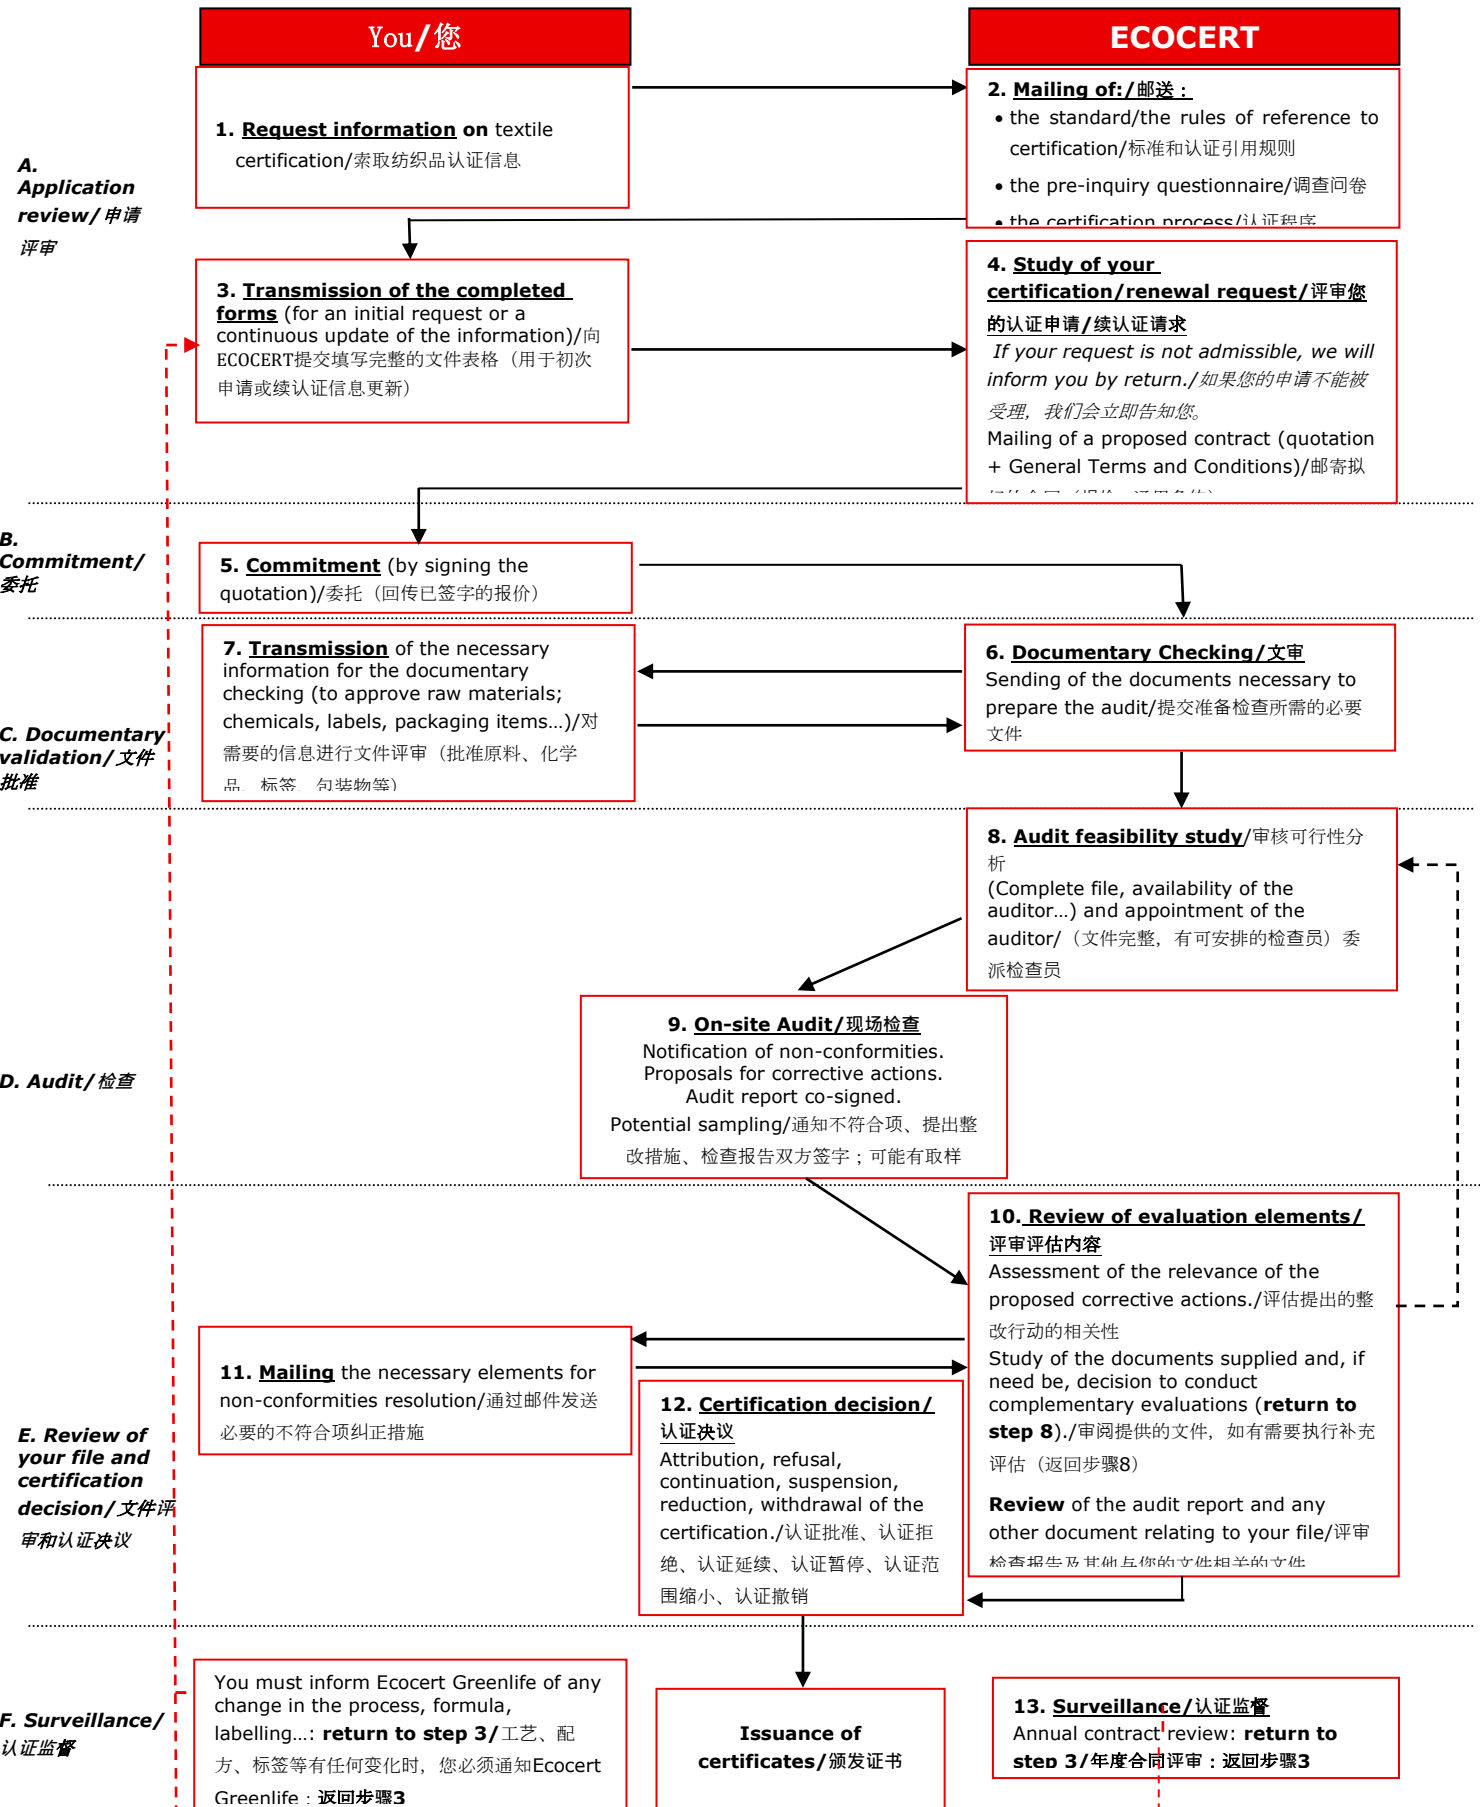 You/您
ECOCERT
A.
Application
review/申请
评审
1. Request information on textile
certification/索取纺织品认证信息
2. Mailing of:/邮送：
• the standard/the rules of reference to
certification/标准和认证引用规则
• the pre-inquiry questionnaire/调查问卷
• the certification process/认证程序
3. Transmission of the completed
forms (for an initial request or a
continuous update of the information)/向
ECOCERT提交填写完整的文件表格（用于初次
申请或续认证信息更新）
4. Study of your
certification/renewal request/评审您
的认证申请/续认证请求
If your request is not admissible, we will
inform you by return./如果您的申请不能被
受理，我们会立即告知您。
Mailing of a proposed contract (quotation
+ General Terms and Conditions)/邮寄拟
B.
Commitment/
委托
5. Commitment (by signing the
quotation)/委托（回传已签字的报价）
C. Documentary
validation/文件
批准
7. Transmission of the necessary
information for the documentary
checking (to approve raw materials;
chemicals, labels, packaging items…)/对
需要的信息进行文件评审（批准原料、化学
品、标签、包装物等）
6. Documentary Checking/文审
Sending of the documents necessary to
prepare the audit/提交准备检查所需的必要
文件
8. Audit feasibility study/审核可行性分
析
(Complete file, availability of the
auditor…) and appointment of the
auditor/（文件完整，有可安排的检查员）委
派检查员
D. Audit/检查
9. On-site Audit/现场检查
Notification of non-conformities.
Proposals for corrective actions.
Audit report co-signed.
Potential sampling/通知不符合项、提出整
改措施、检查报告双方签字；可能有取样
E. Review of
your file and
certification
decision/文件评
审和认证决议
10. Review of evaluation elements/
评审评估内容
Assessment of the relevance of the
proposed corrective actions./评估提出的整
改行动的相关性
Study of the documents supplied and, if
need be, decision to conduct
complementary evaluations (return to
step 8)./审阅提供的文件，如有需要执行补充
评估（返回步骤8）
Review of the audit report and any
other document relating to your file/评审
检查报告及其他与您的文件相关的文件
11. Mailing the necessary elements for
non-conformities resolution/通过邮件发送
必要的不符合项纠正措施
12. Certification decision/
认证决议
Attribution, refusal,
continuation, suspension,
reduction, withdrawal of the
certification./认证批准、认证拒
绝、认证延续、认证暂停、认证范
围缩小、认证撤销
F. Surveillance/
认证监督
You must inform Ecocert Greenlife of any
change in the process, formula,
labelling…: return to step 3/工艺、配
方、标签等有任何变化时，您必须通知Ecocert
Greenlife：返回步骤3
Issuance of
certificates/颁发证书
13. Surveillance/认证监督
Annual contract review: return to
step 3/年度合同评审：返回步骤3